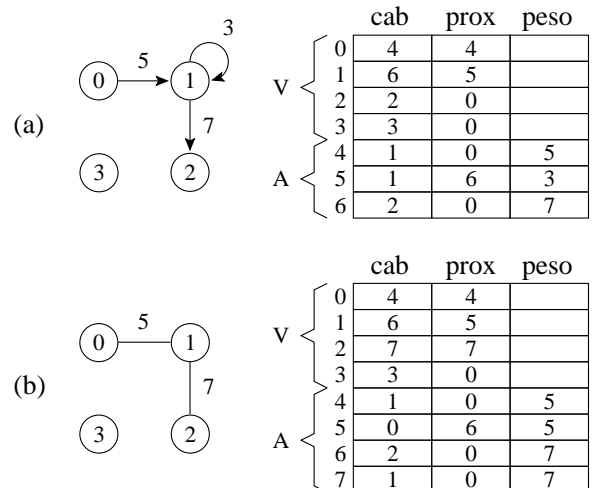 cab prox peso
3
0 4 4
5
0 1
1 6 5
V
2 2 0
7
(a)
3 3 0
4 1 0 5
3 2
A
5 1 6 3
6 2 0 7
cab prox peso
0 4 4
5
0 1
1 6 5
V
2 7 7
7
3 3 0
(b)
4 1 0 5
3 2
5 0 6 5
A
6 2 0 7
7 1 0 7